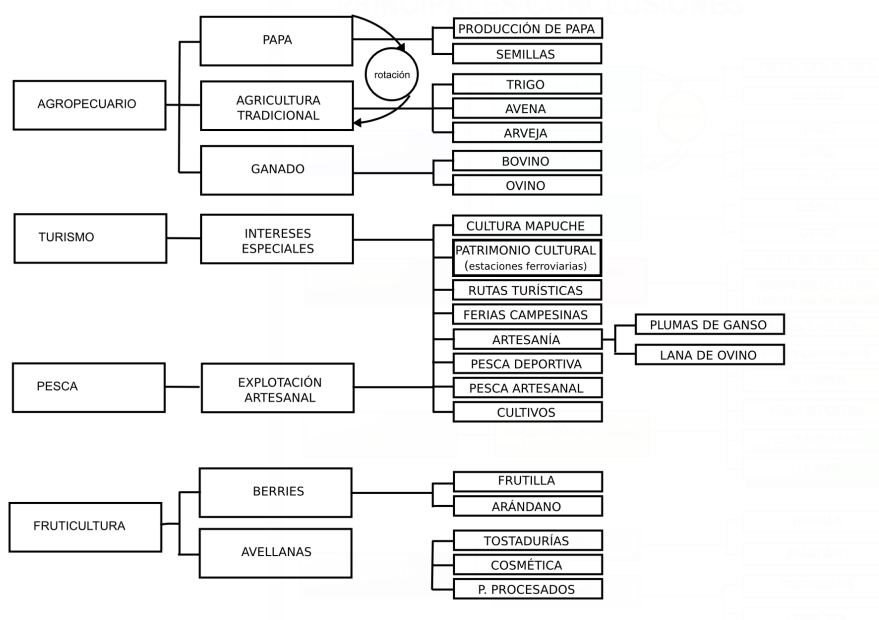 PRINCIPALES CONCLUSIONES
AGROPECUARIO
PAPA
PRODUCCIÓN DE PAPA
SEMILLAS
rotación
AGRICULTURA
TRADICIONAL
TRIGO
AVENA
ARVEJA
GANADO
BOVINO
OVINO
TURISMO
INTERESES
ESPECIALES
CULTURA MAPUCHE
PATRIMONIO CULTURAL
(estaciones ferroviarias)
RUTAS TURÍSTICAS
FERIAS CAMPESINAS
ARTESANÍA
PLUMAS DE GANSO
LANA DE OVINO
PESCA DEPORTIVA
PESCA
EXPLOTACIÓN
ARTESANAL
PESCA ARTESANAL
CULTIVOS
FRUTICULTURA
BERRIES
FRUTILLA
ARÁNDANO
AVELLANAS
TOSTADURÍAS
COSMÉTICA
P. PROCESADOS